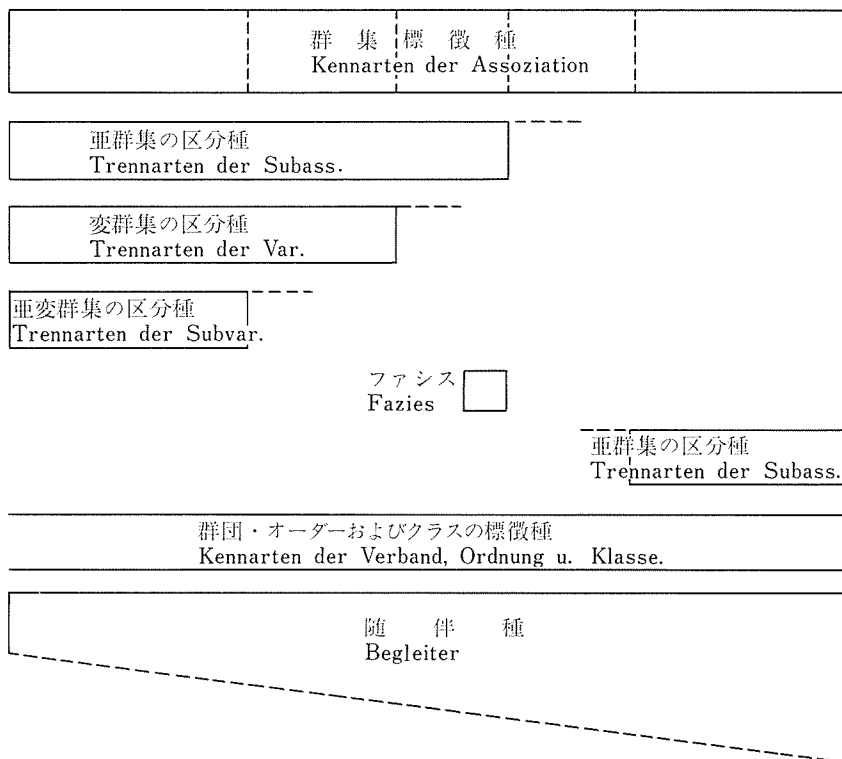 群集標徴種
Kennarten der Assoziation
亜群集の区分種
Trennarten der Subass.
変群集の区分種
Trennarten der Var.
亜変群集の区分種
Trennarten der Subvar.
ファシス
Fazies
亜群集の区分種
Trennarten der Subass.
群団・オーダーおよびクラスの標徴種
Kennarten der Verband, Ordnung u. Klasse.
随伴種
Begleiter